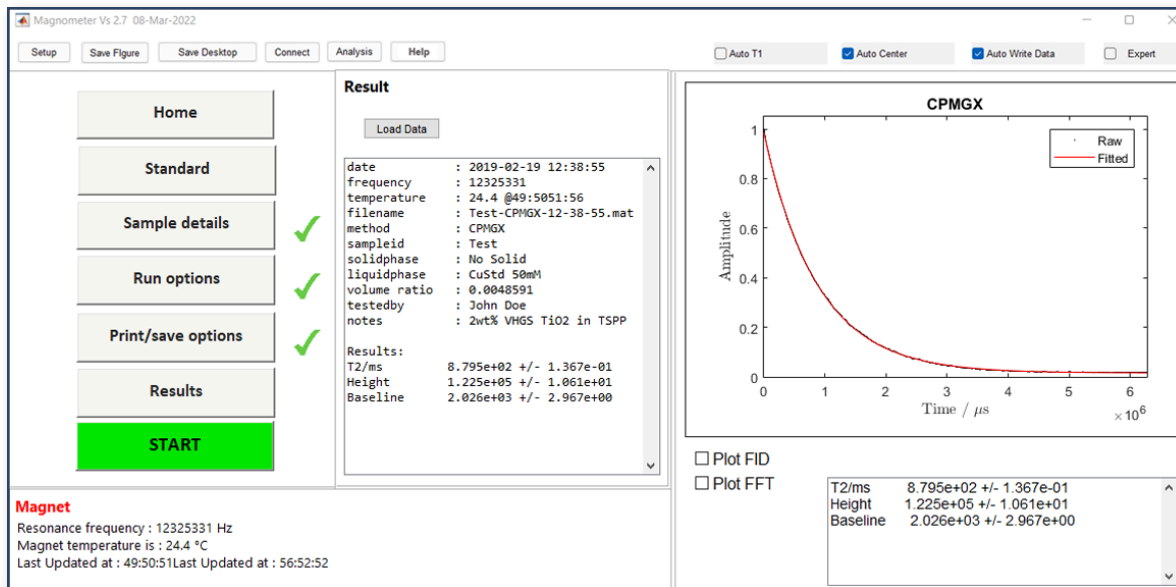 Magnometer Vs 2.7 08-Mar-2022
Setup
Save FIgure
Save Desktop
Connect
Analysis
Help
Auto T1
Auto Center
Auto Write Data
Expert
Home
Standard
Sample details
Run options
Print/save options
Results
START
Result
Load Data
date : 2019-02-19 12:38:55
frequency : 12325331
temperature : 24.4 @49:5051:56
filename : Test-CPMGX-12-38-55.mat
method : CPMGX
sampleid : Test
solidphase : No Solid
liquidphase : CuStd 50mM
volume ratio : 0.0048591
testedby : John Doe
notes : 2wt% VHGS TiO2 in TSPP
Results:
T2/ms 8.795e+02 +/- 1.367e-01
Height 1.225e+05 +/- 1.061e+01
Baseline 2.026e+03 +/- 2.967e+00
CPMGX
Raw
Fitted
Amplitude
1
0.8
0.6
0.4
0.2
0
0 1 2 3 4 5 6
Time / μs
×10⁶
Plot FID
Plot FFT
T2/ms 8.795e+02 +/- 1.367e-01
Height 1.225e+05 +/- 1.061e+01
Baseline 2.026e+03 +/- 2.967e+00
Magnet
Resonance frequency : 12325331 Hz
Magnet temperature is : 24.4 °C
Last Updated at : 49:50:51Last Updated at : 56:52:52